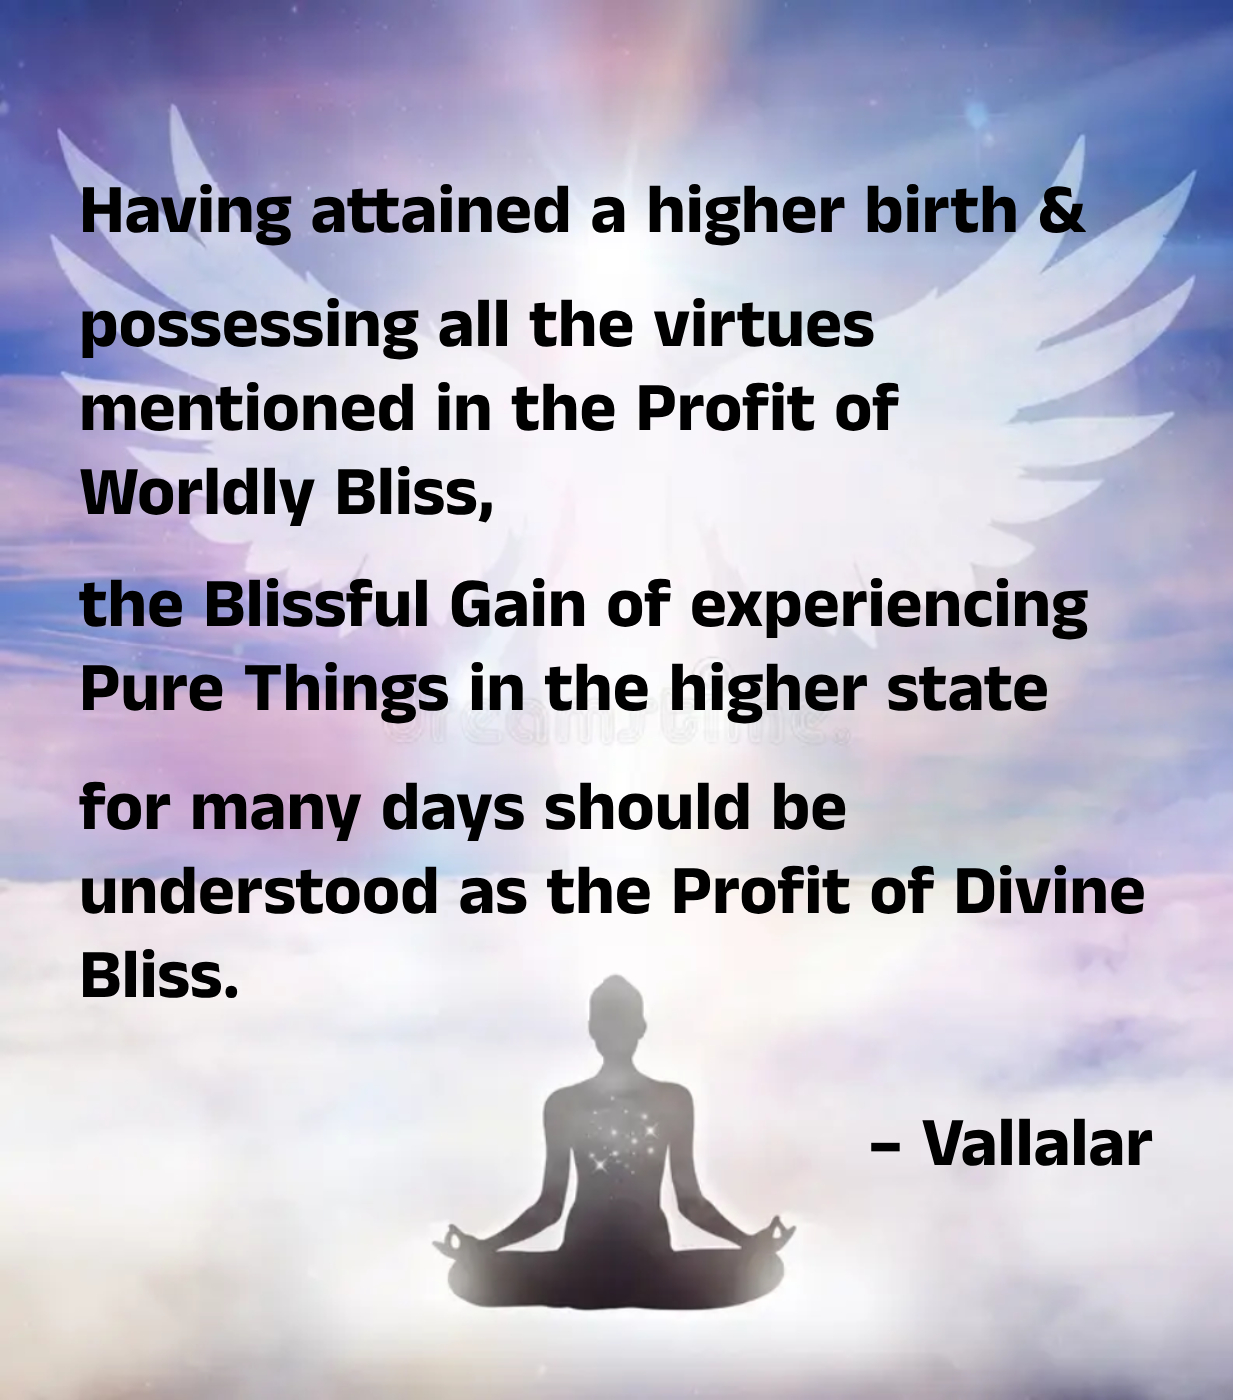 Having attained a higher birth &
possessing all the virtues
mentioned in the Profit of
Worldly Bliss,
the Blissful Gain of experiencing
Pure Things in the higher state
dreamstime.
for many days should be
understood as the Profit of Divine
Bliss.
– Vallalar